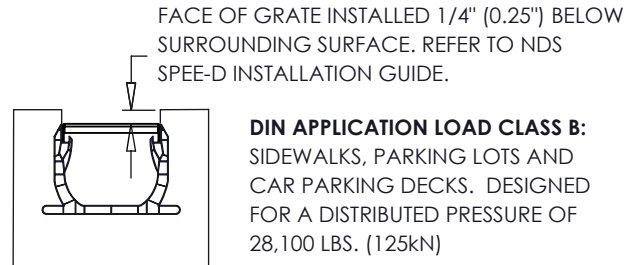 FACE OF GRATE INSTALLED 1/4" (0.25") BELOW
SURROUNDING SURFACE. REFER TO NDS
SPEE-D INSTALLATION GUIDE.
DIN APPLICATION LOAD CLASS B:
SIDEWALKS, PARKING LOTS AND
CAR PARKING DECKS. DESIGNED
FOR A DISTRIBUTED PRESSURE OF
28,100 LBS. (125kN)